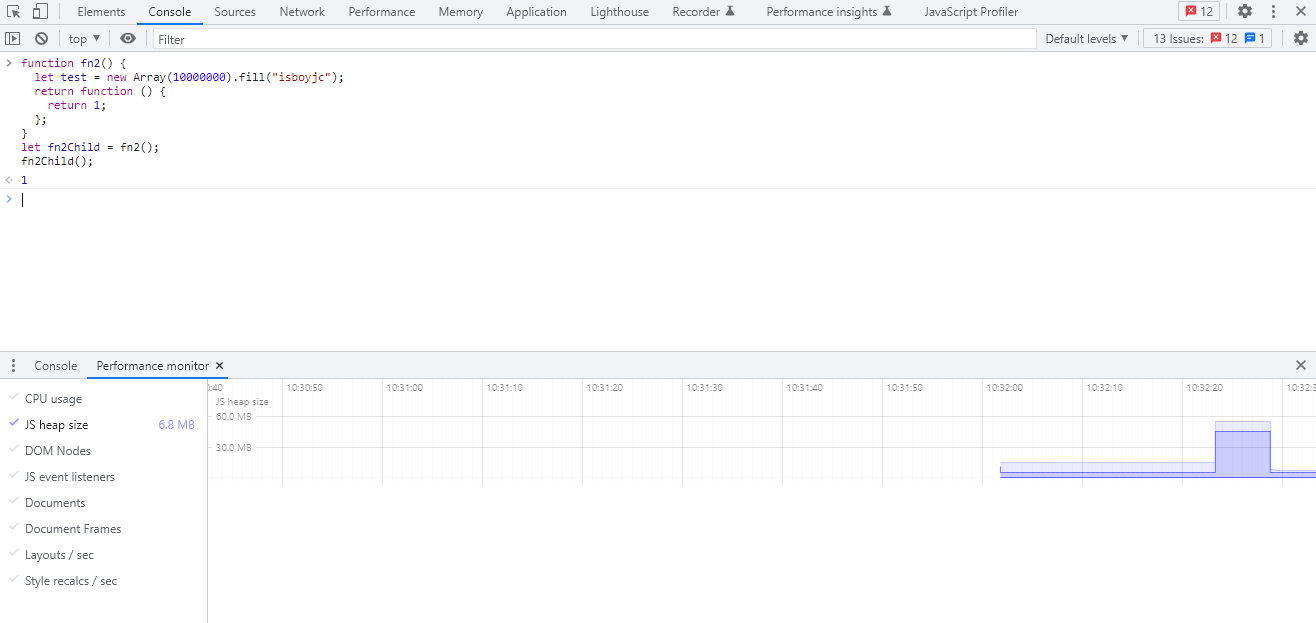 Elements Console Sources Network Performance Memory Application Lighthouse Recorder Performance insights JavaScript Profiler 12
top ▼ Filter Default levels ▼ 13 Issues: 12 1
function fn2() {
let test = new Array(10000000).fill("isboyjc");
return function () {
return 1;
};
}
let fn2Child = fn2();
fn2Child();
1
Console Performance monitor
CPU usage
JS heap size 6.8 MB
DOM Nodes
JS event listeners
Documents
Document Frames
Layouts / sec
Style recalcs / sec
:40 10:30:50 10:31:00 10:31:10 10:31:20 10:31:30 10:31:40 10:31:50 10:32:00 10:32:10 10:32:20 10:32:3
JS heap size
60.0 MB
30.0 MB